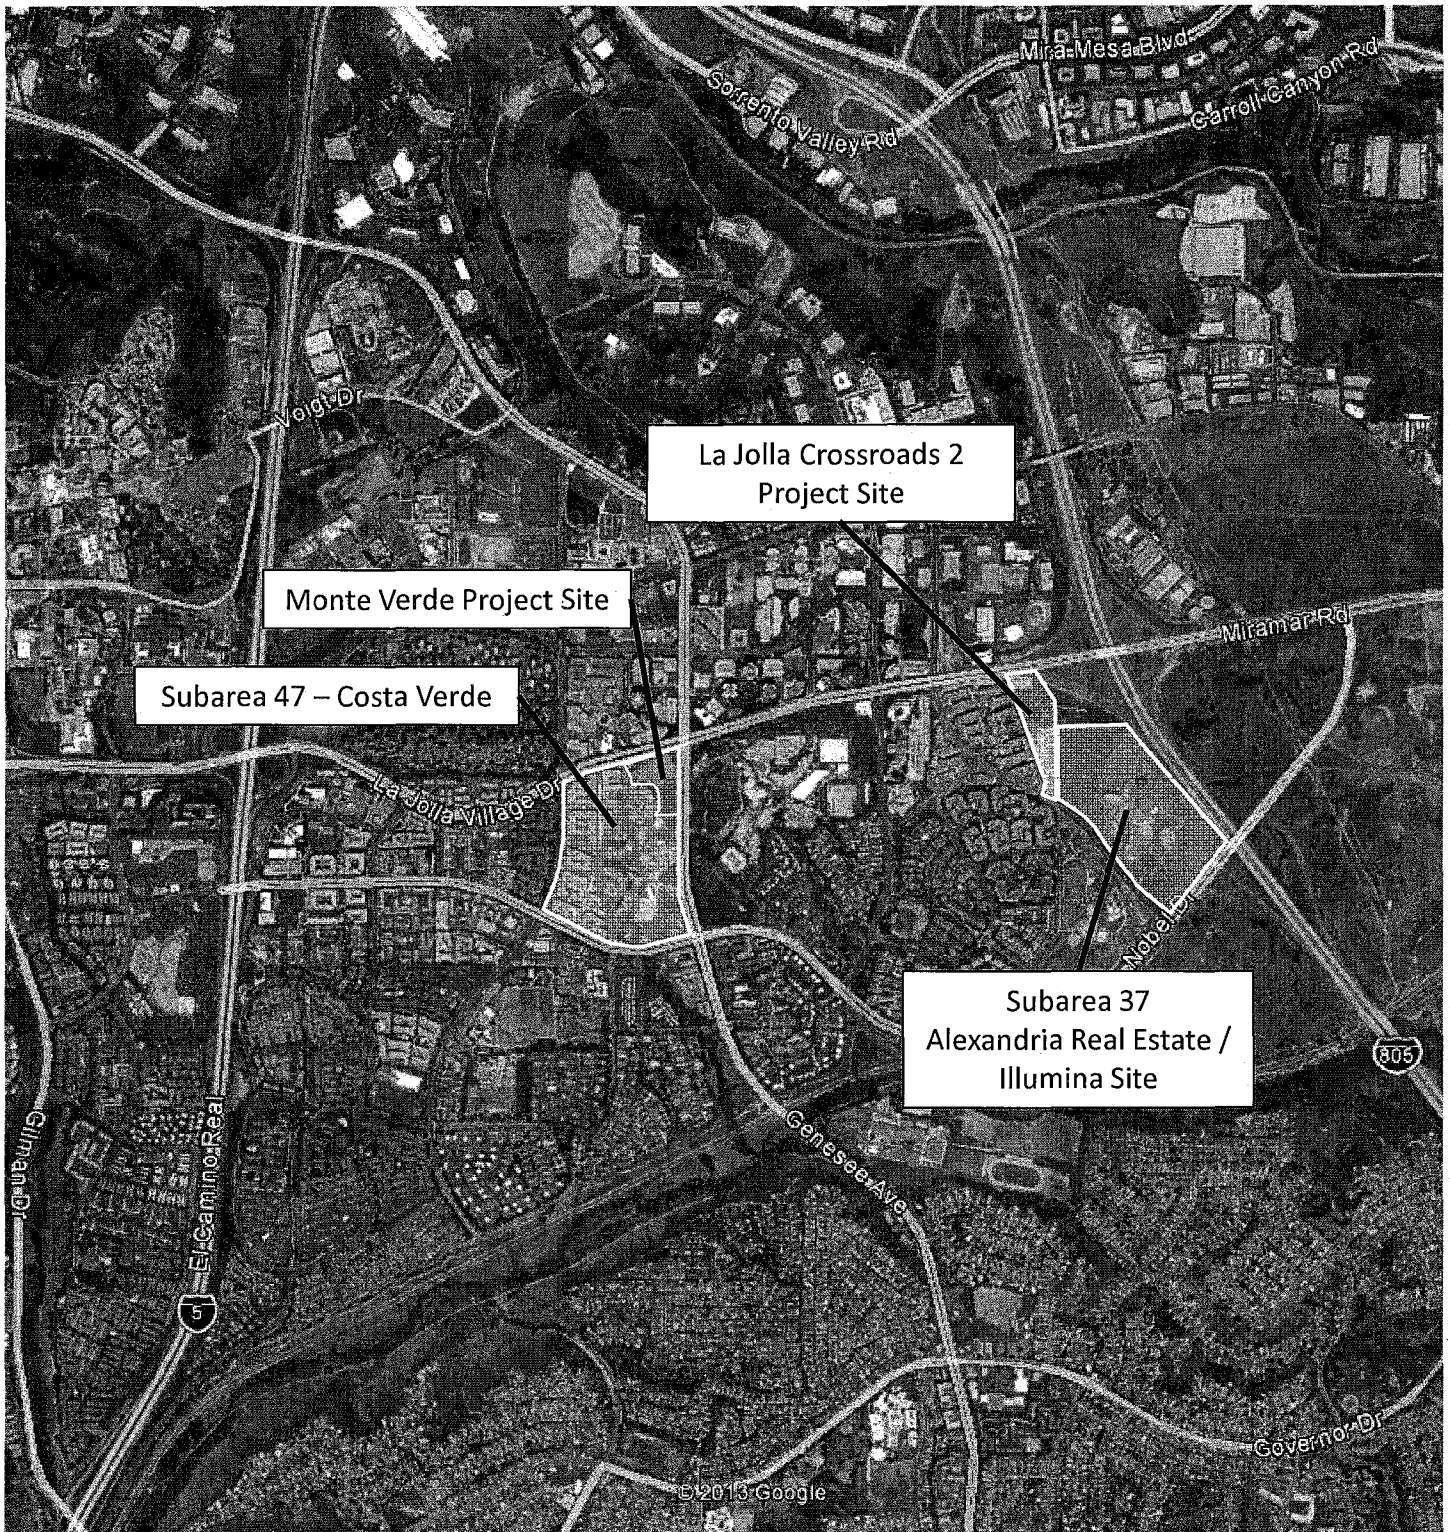 Mira Mesa Blvd
Sorrento Valley Rd
Carroll Canyon Rd
Voigt Dr
La Jolla Crossroads 2
Project Site
Monte Verde Project Site
Miramar Rd
Subarea 47 – Costa Verde
La Jolla Village Dr
Nobel Dr
Subarea 37
Alexandria Real Estate /
Illumina Site
805
Gilman Dr
El Camino Real
Genesee Ave
5
Governor Dr
© 2013 Google